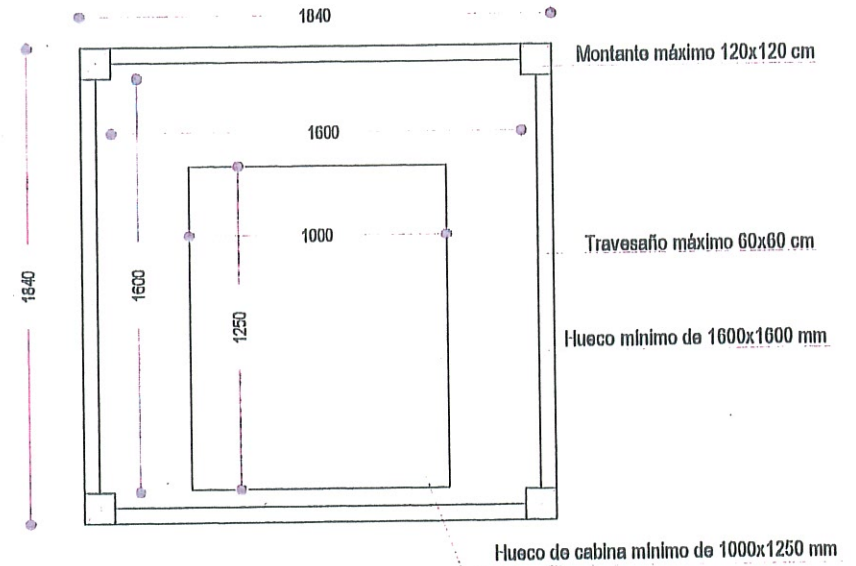 1840
Montante máximo 120x120 cm
1600
1000
Travesaño máximo 60x60 cm
1840
1600
1250
Hueco mínimo de 1600x1600 mm
Hueco de cabina mínimo de 1000x1250 mm